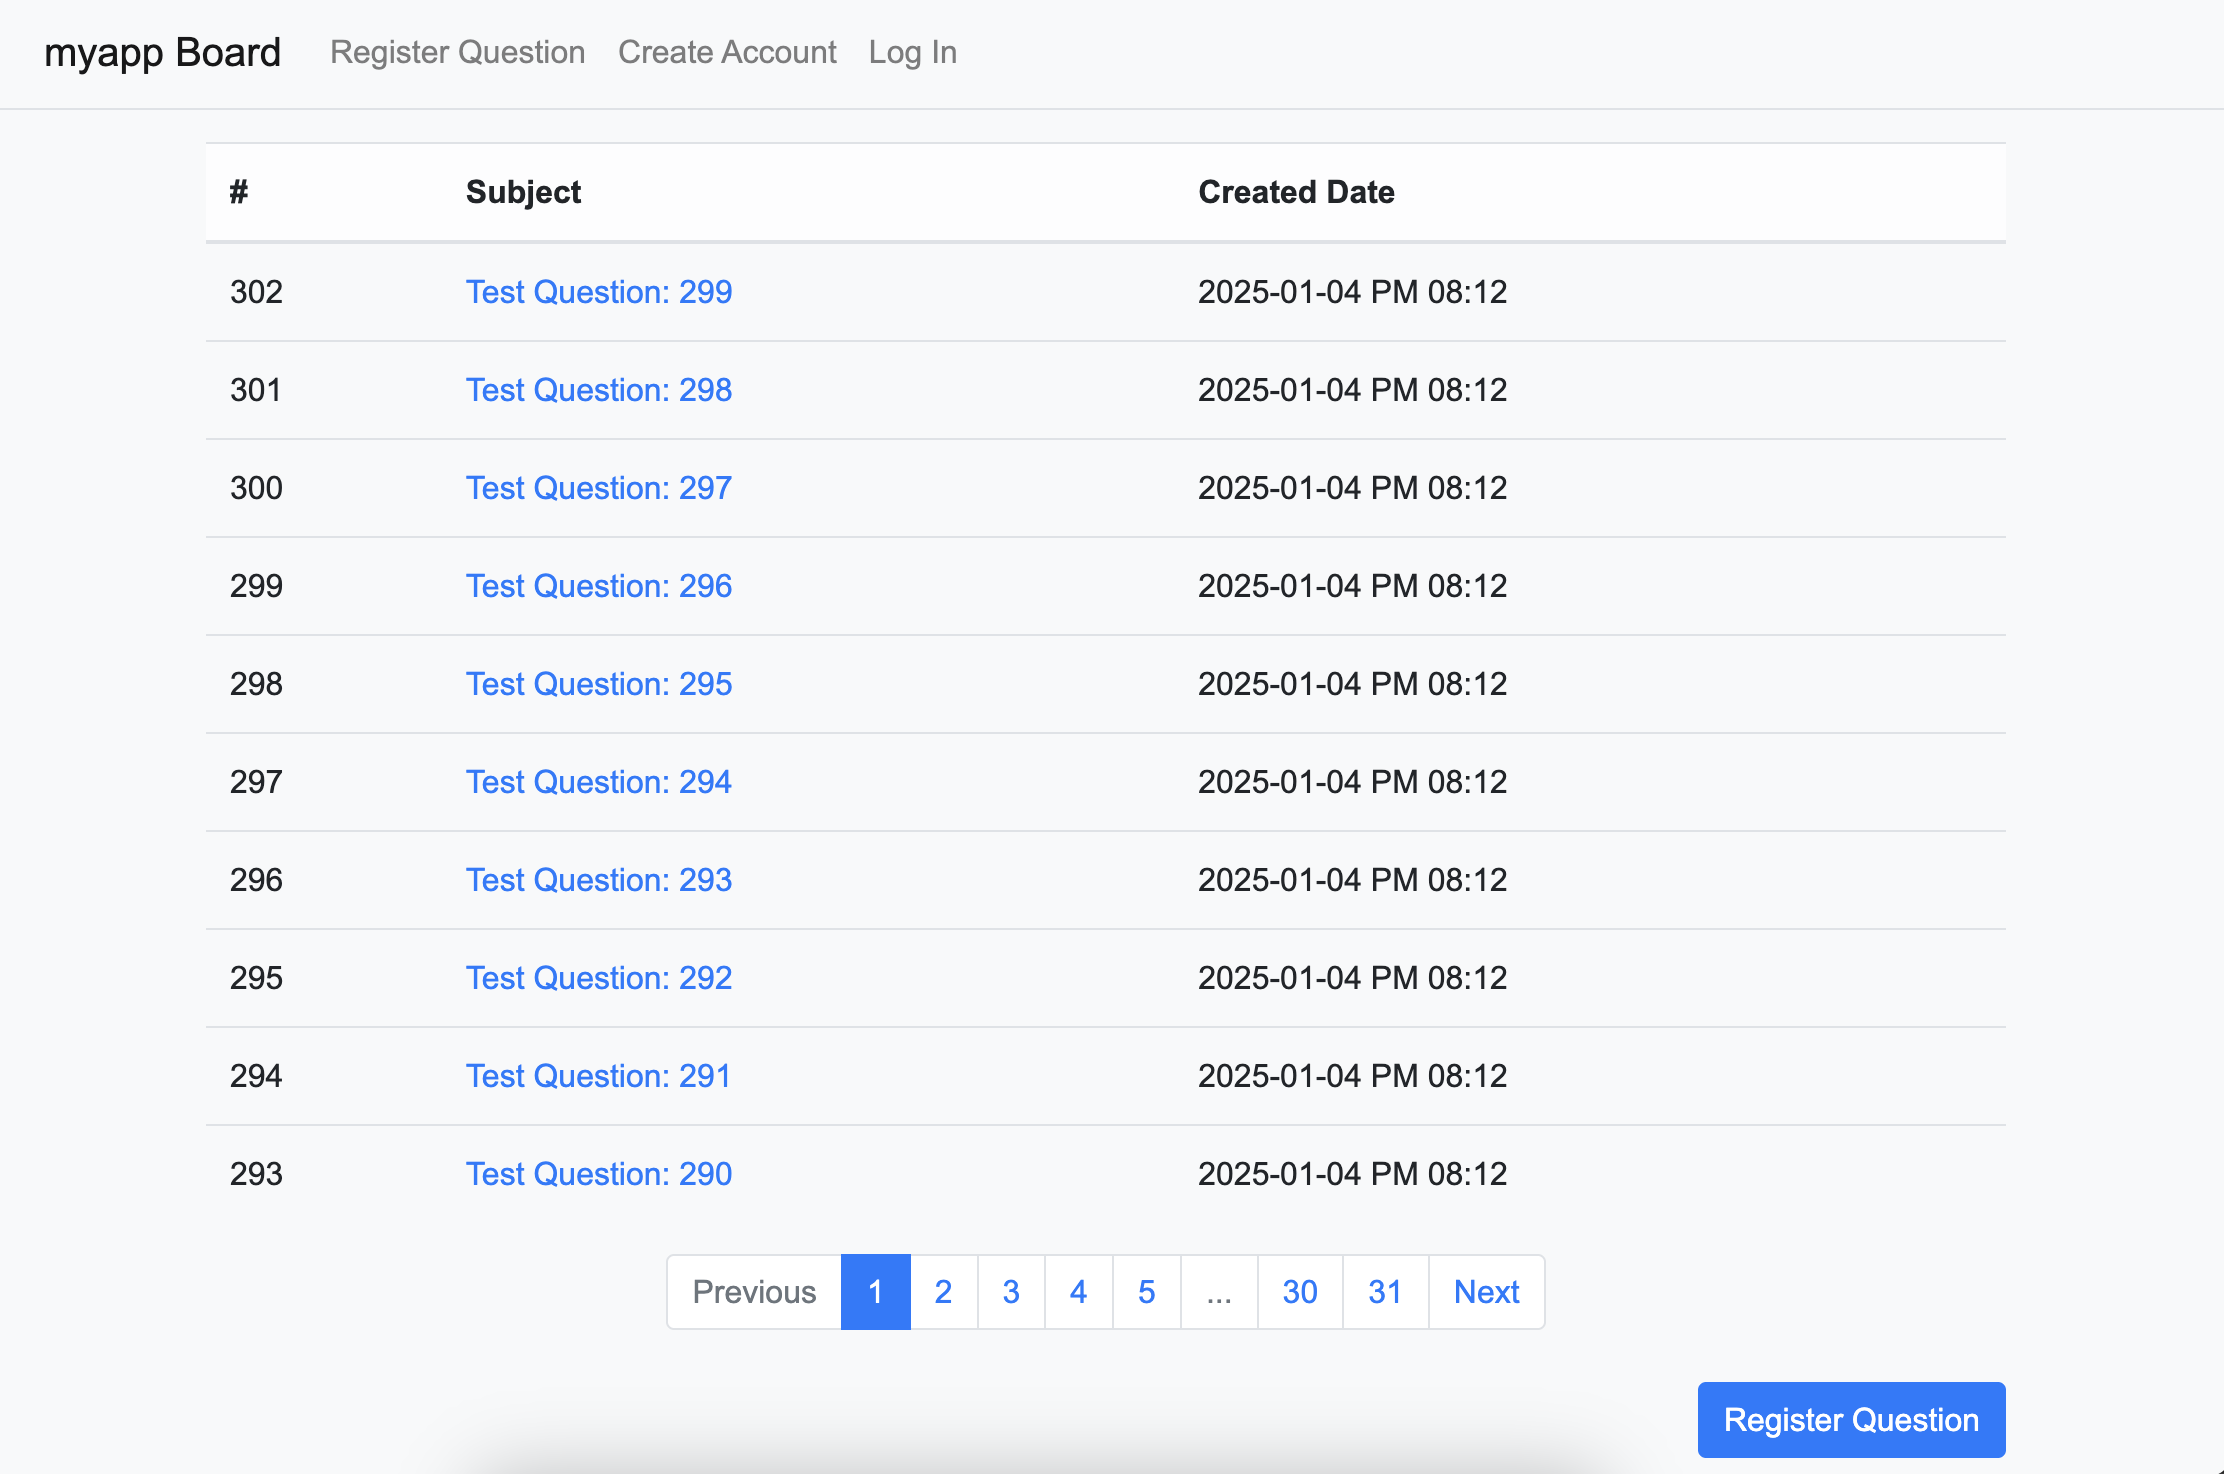 myapp Board Register Question Create Account Log In
# Subject Created Date
302 Test Question: 299 2025-01-04 PM 08:12
301 Test Question: 298 2025-01-04 PM 08:12
300 Test Question: 297 2025-01-04 PM 08:12
299 Test Question: 296 2025-01-04 PM 08:12
298 Test Question: 295 2025-01-04 PM 08:12
297 Test Question: 294 2025-01-04 PM 08:12
296 Test Question: 293 2025-01-04 PM 08:12
295 Test Question: 292 2025-01-04 PM 08:12
294 Test Question: 291 2025-01-04 PM 08:12
293 Test Question: 290 2025-01-04 PM 08:12
Previous 1 2 3 4 5 ... 30 31 Next
Register Question